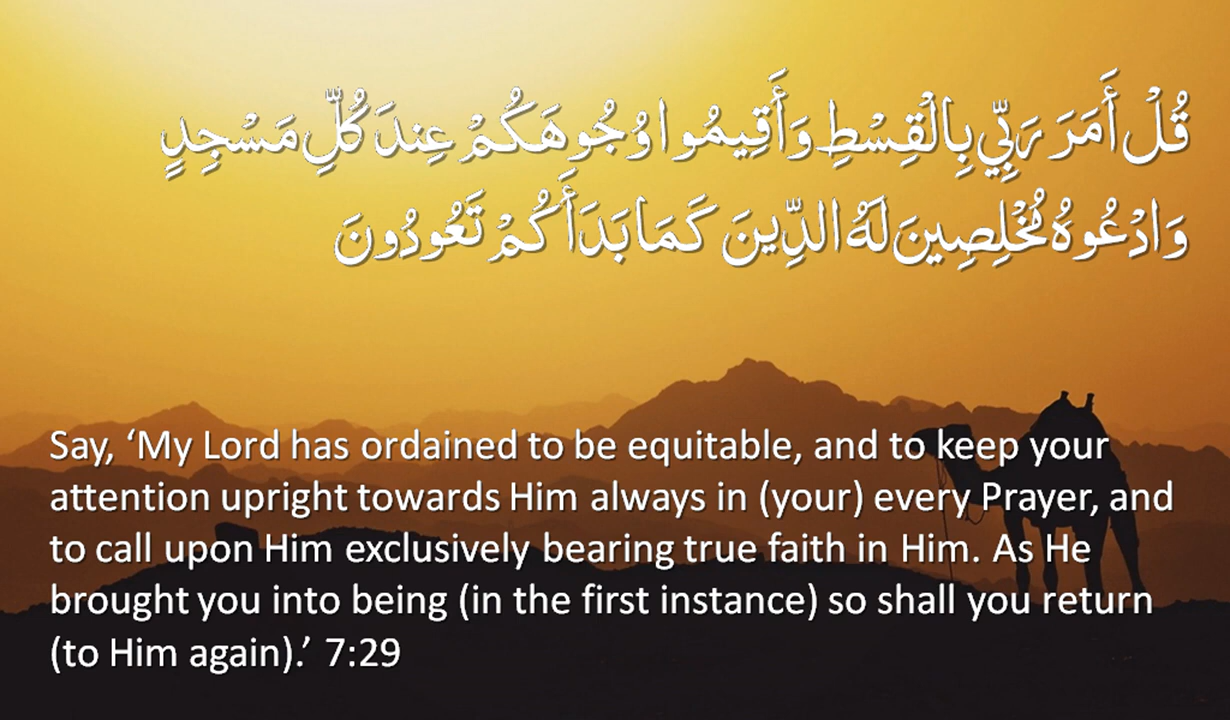 قُلْ أَمَرَ رَبِّي بِالْقِسْطِ وَأَقِيمُوا وُجُوهَكُمْ عِندَ كُلِّ مَسْجِدٍ
وَادْعُوهُ مُخْلِصِينَ لَهُ الدِّينَ كَمَا بَدَأَكُمْ تَعُودُونَ
Say, ‘My Lord has ordained to be equitable, and to keep your
attention upright towards Him always in (your) every Prayer, and
to call upon Him exclusively bearing true faith in Him. As He
brought you into being (in the first instance) so shall you return
(to Him again).’ 7:29